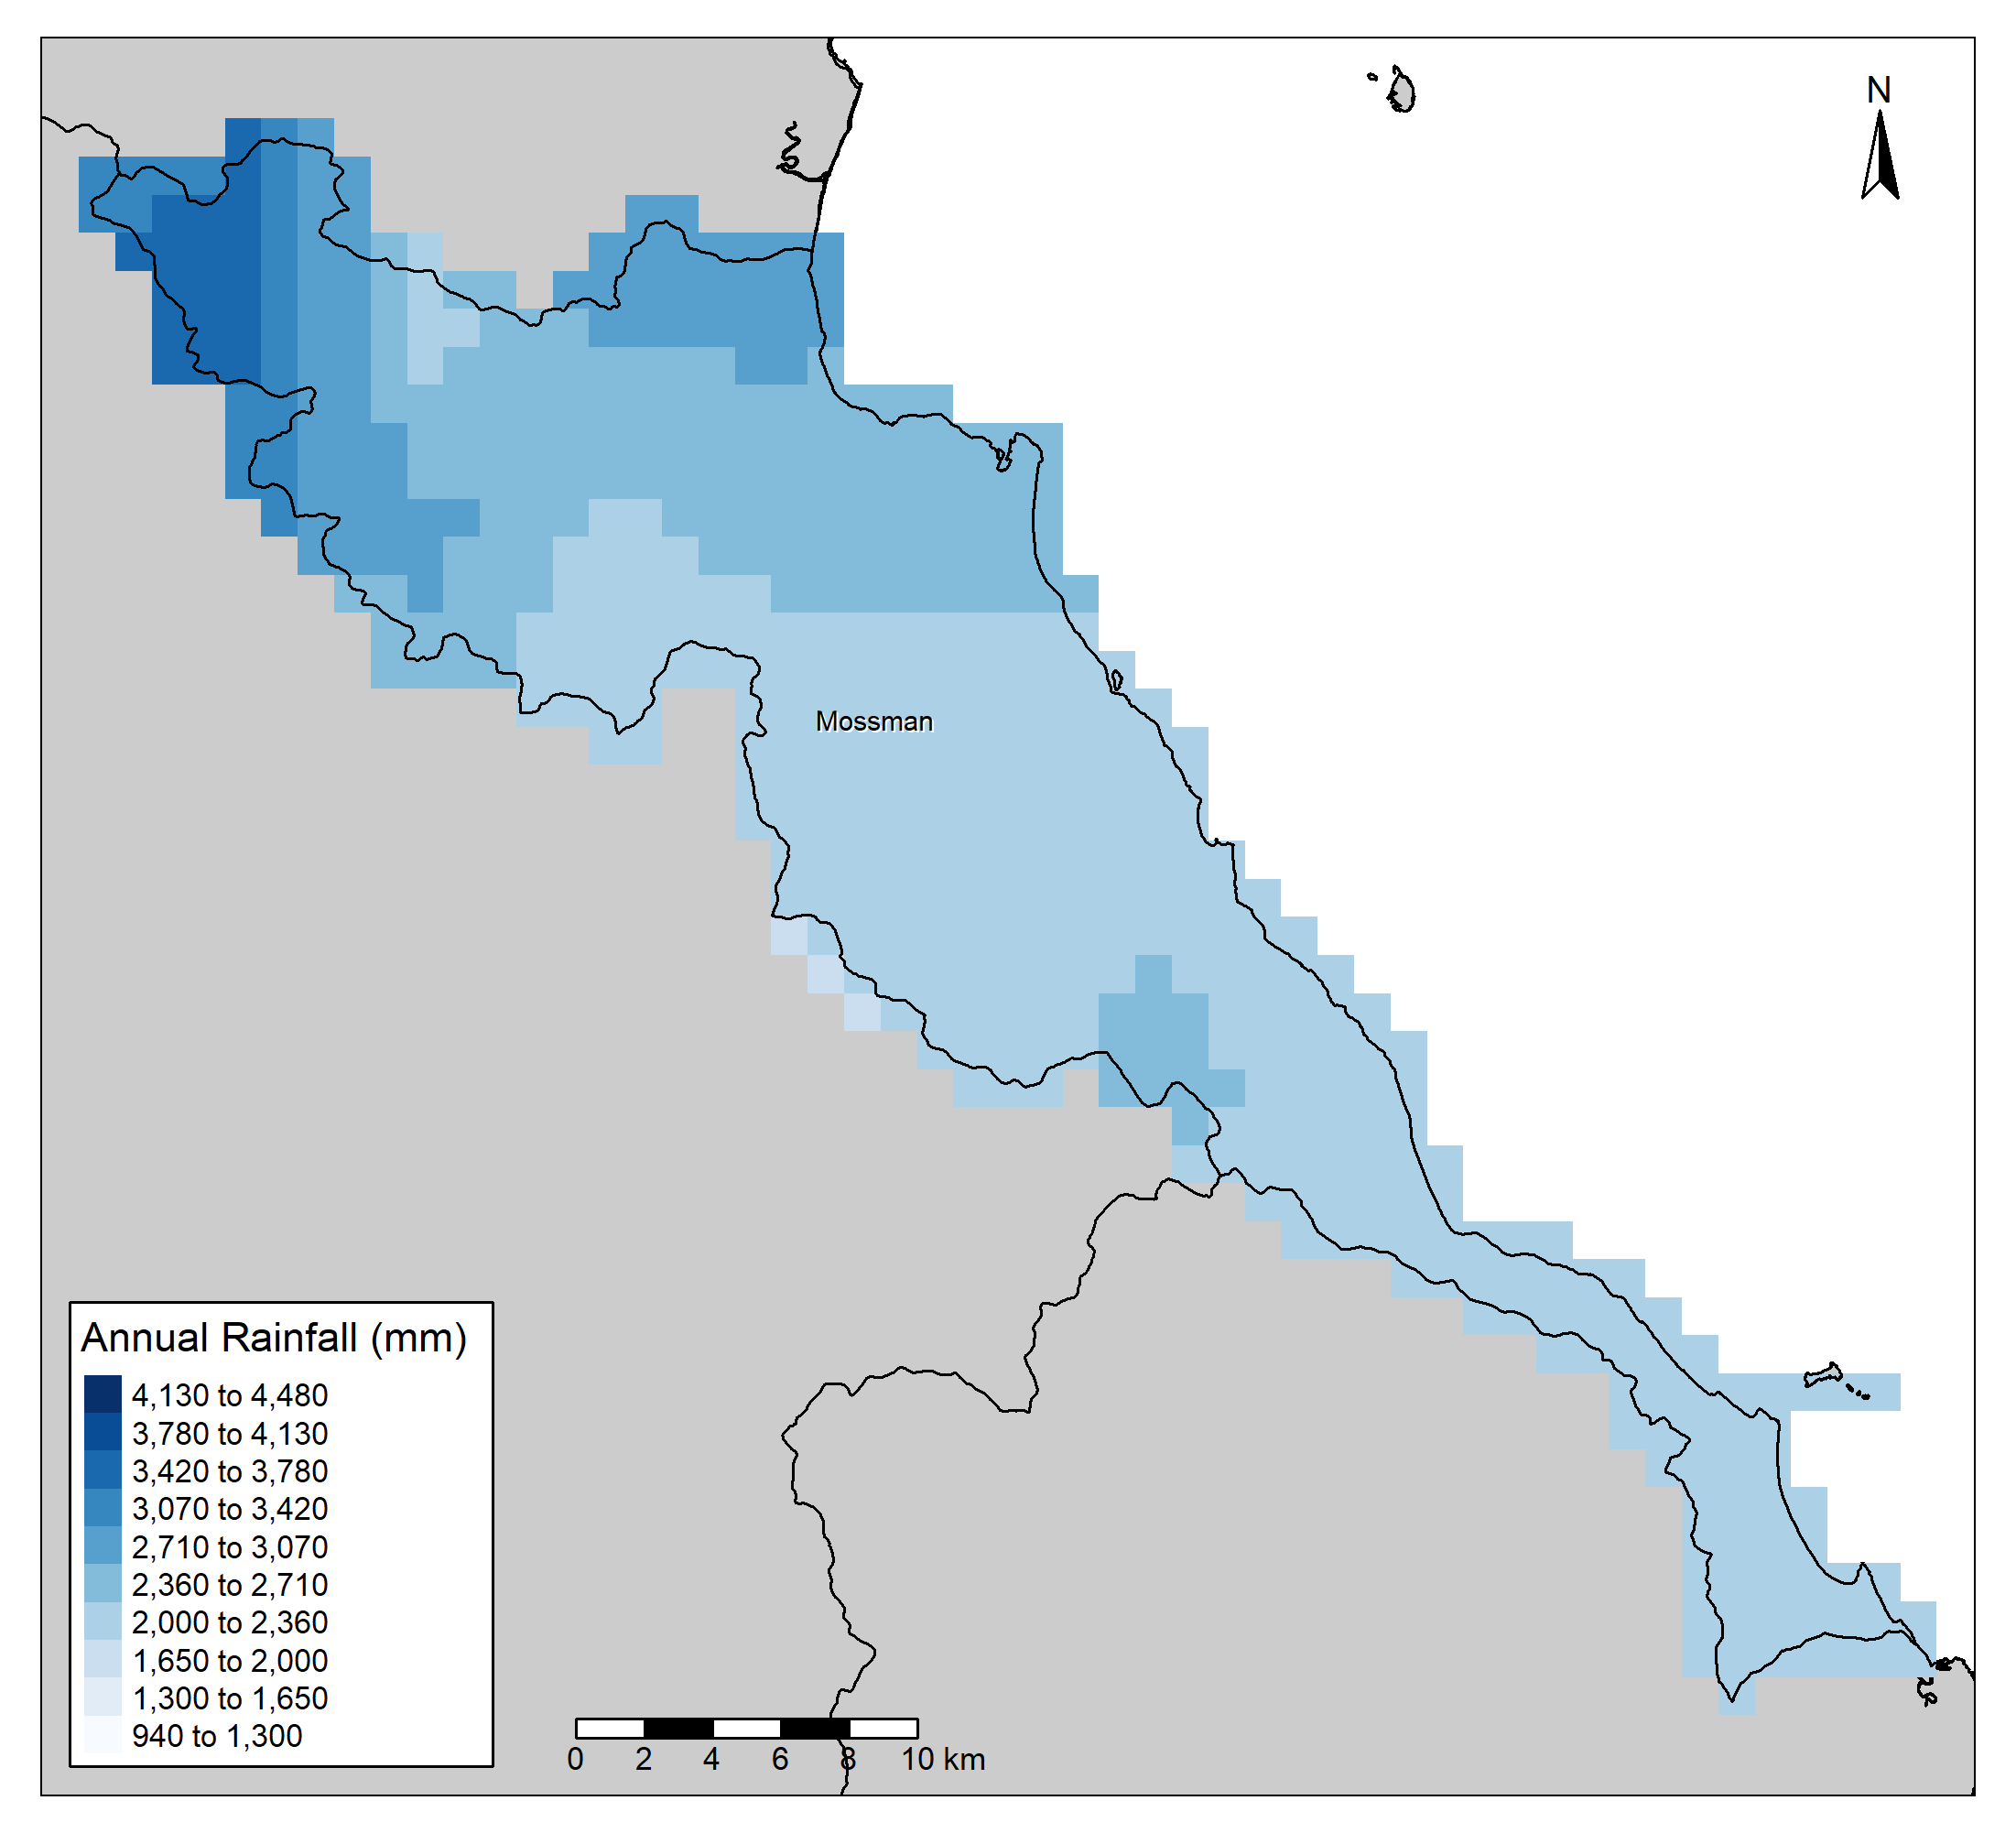 N
Mossman
Annual Rainfall (mm)
4,130 to 4,480
3,780 to 4,130
3,420 to 3,780
3,070 to 3,420
2,710 to 3,070
2,360 to 2,710
2,000 to 2,360
1,650 to 2,000
1,300 to 1,650
940 to 1,300
0 2 4 6 8 10 km